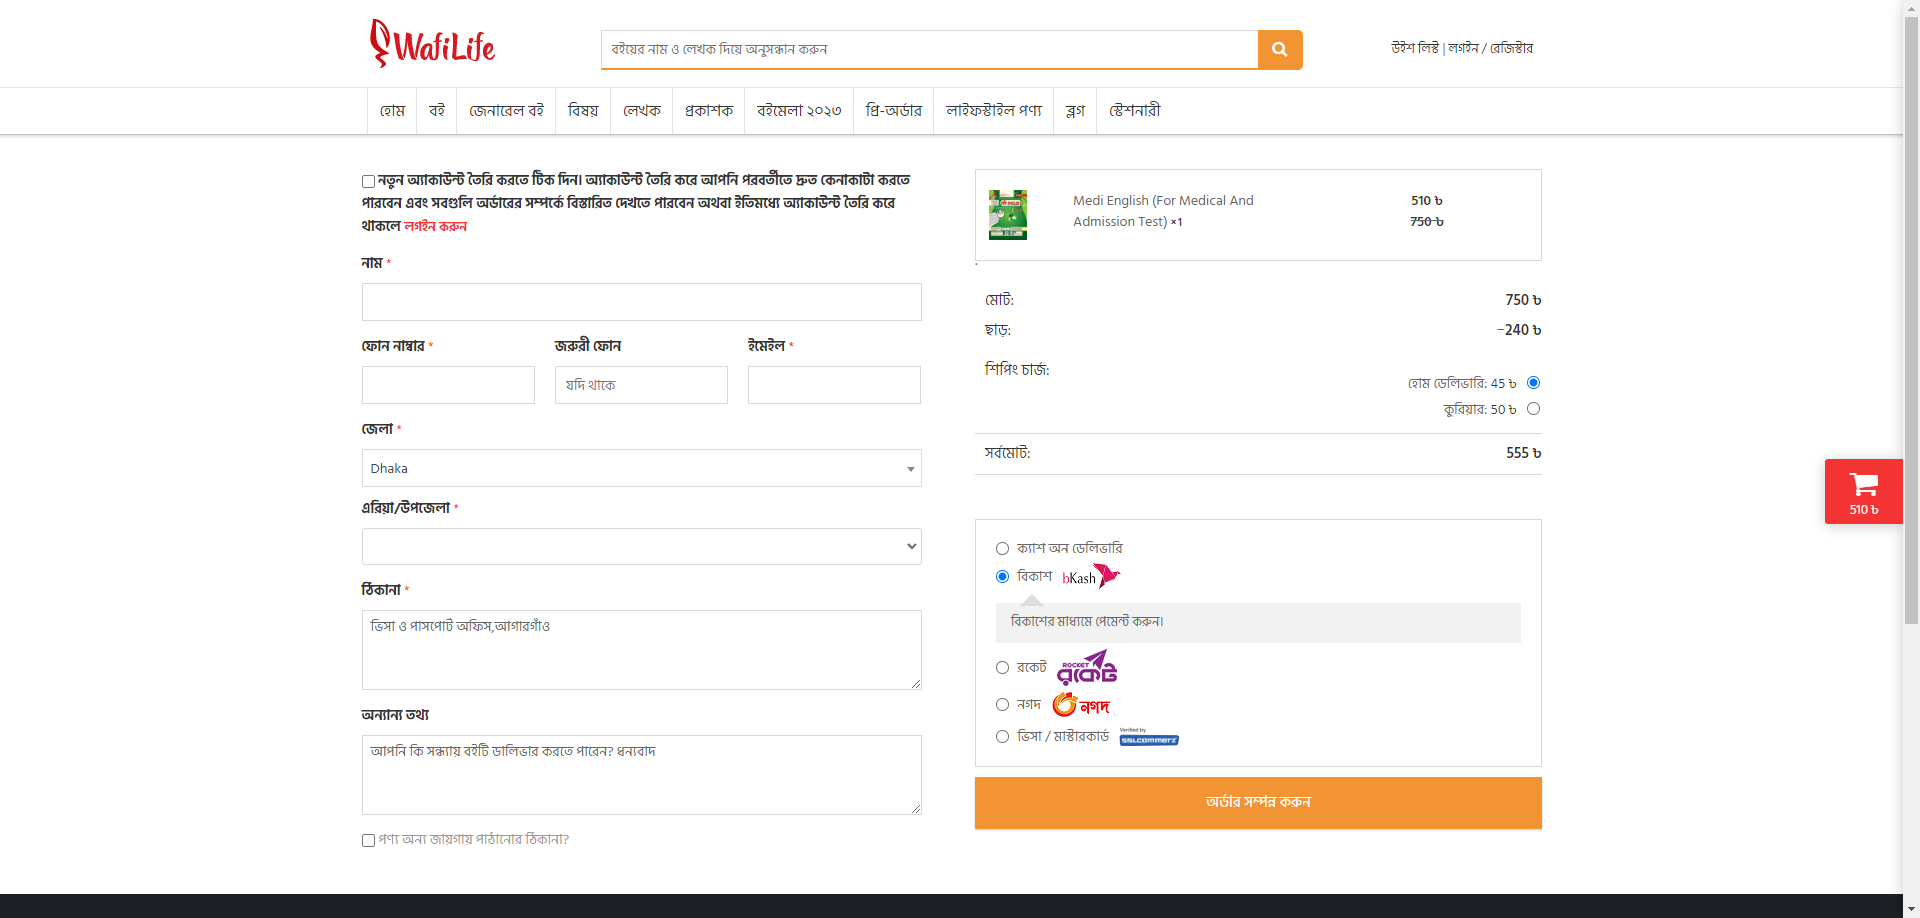 WafiLife
বইয়ের নাম ও লেখক দিয়ে অনুসন্ধান করুন
উইশ লিস্ট | লগইন / রেজিস্টার
হোম
বই
জেনারেল বই
বিষয়
লেখক
প্রকাশক
বইমেলা ২০২৩
প্রি-অর্ডার
লাইফস্টাইল পণ্য
ব্লগ
স্টেশনারী
নতুন অ্যাকাউন্ট তৈরি করতে টিক দিন। অ্যাকাউন্ট তৈরি করে আপনি পরবর্তীতে দ্রুত কেনাকাটা করতে
পারবেন এবং সবগুলি অর্ডারের সম্পর্কে বিস্তারিত দেখতে পারবেন অথবা ইতিমধ্যে অ্যাকাউন্ট তৈরি করে
থাকলে লগইন করুন
নাম *
ফোন নাম্বার *
জরুরী ফোন
ইমেইল *
যদি থাকে
জেলা *
Dhaka
এরিয়া/উপজেলা *
ঠিকানা *
ভিসা ও পাসপোর্ট অফিস,আগারগাঁও
অন্যান্য তথ্য
আপনি কি সন্ধ্যায় বইটি ডালিভার করতে পারেন? ধন্যবাদ
পণ্য অন্য জায়গায় পাঠানোর ঠিকানা?
Medi English (For Medical And 510 ৳
Admission Test) ×1 750 ৳
মোট: 750 ৳
ছাড়: −240 ৳
শিপিং চার্জ:
হোম ডেলিভারি: 45 ৳
কুরিয়ার: 50 ৳
সর্বমোট: 555 ৳
ক্যাশ অন ডেলিভারি
বিকাশ bKash
বিকাশের মাধ্যমে পেমেন্ট করুন।
রকেট ROCKET রকেট
নগদ নগদ
ভিসা / মাস্টারকার্ড Verified by SSLCOMMERZ
অর্ডার সম্পন্ন করুন
510 ৳